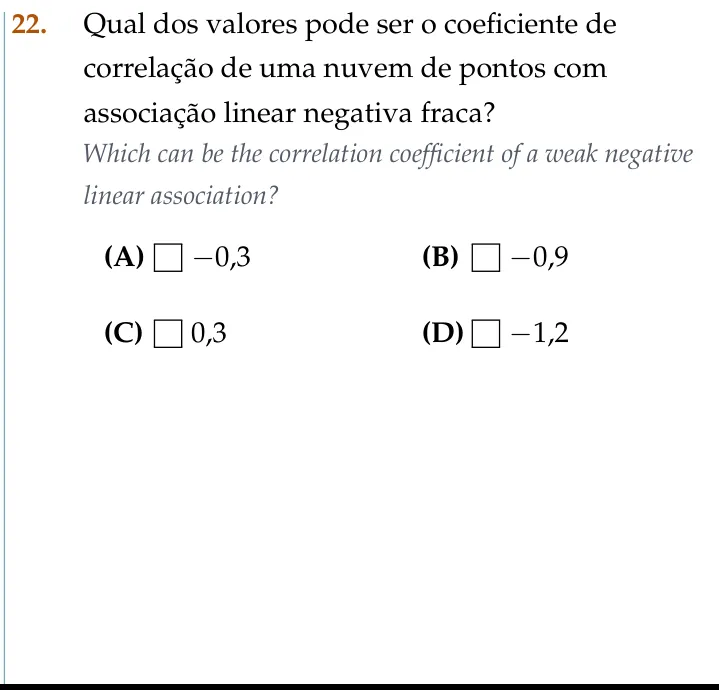 22. Qual dos valores pode ser o coeficiente de
correlação de uma nuvem de pontos com
associação linear negativa fraca?
Which can be the correlation coefficient of a weak negative
linear association?
(A) □ −0,3 (B) □ −0,9
(C) □ 0,3 (D) □ −1,2